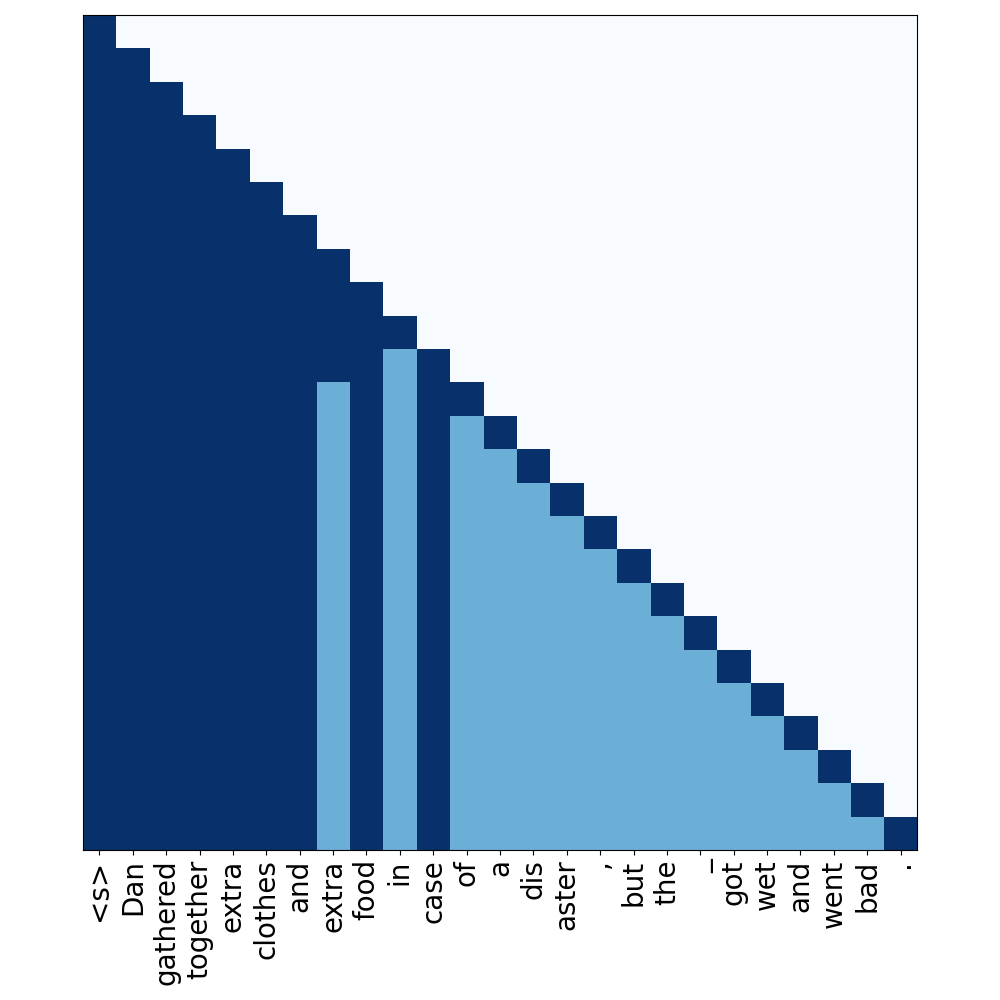 <s>
Dan
gathered
together
extra
clothes
and
extra
food
in
case
of
a
dis
aster
,
but
the
_
got
wet
and
went
bad
.